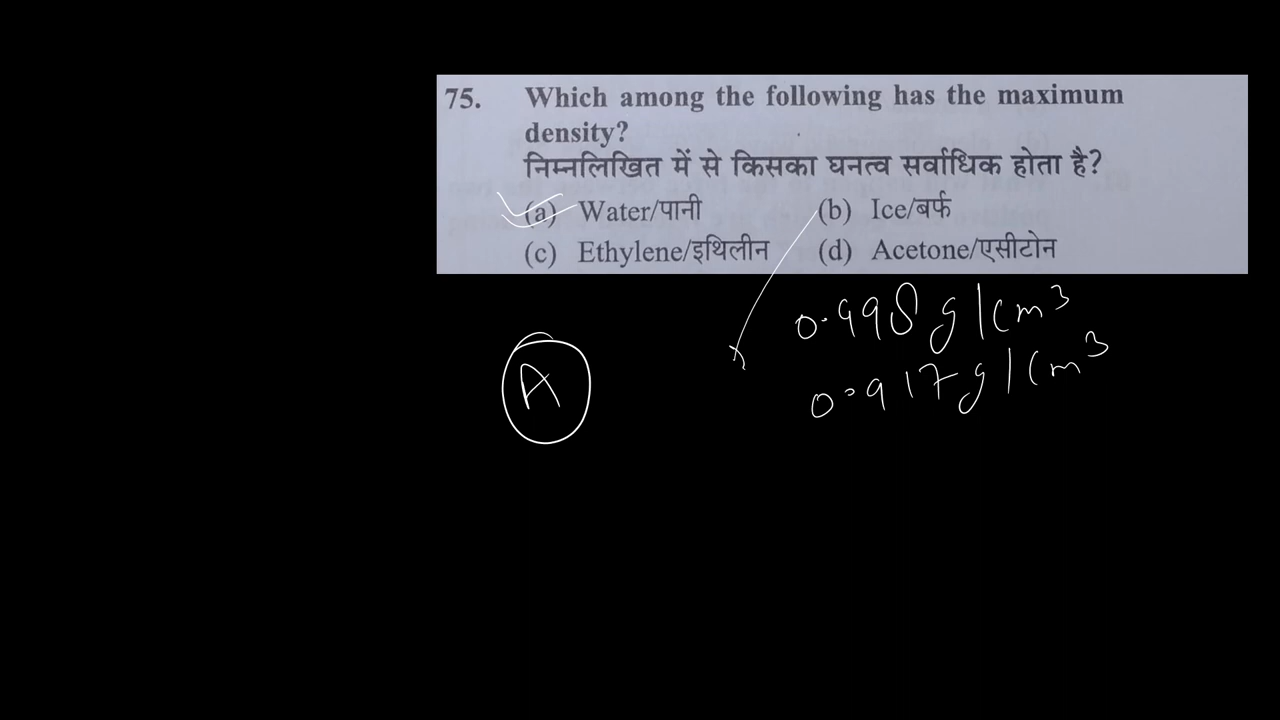 75. Which among the following has the maximum
density?
निम्नलिखित में से किसका घनत्व सर्वाधिक होता है?
(a) Water/पानी (b) Ice/बर्फ
(c) Ethylene/इथिलीन (d) Acetone/एसीटोन
0.998 g/cm³
0.917 g/cm³
A